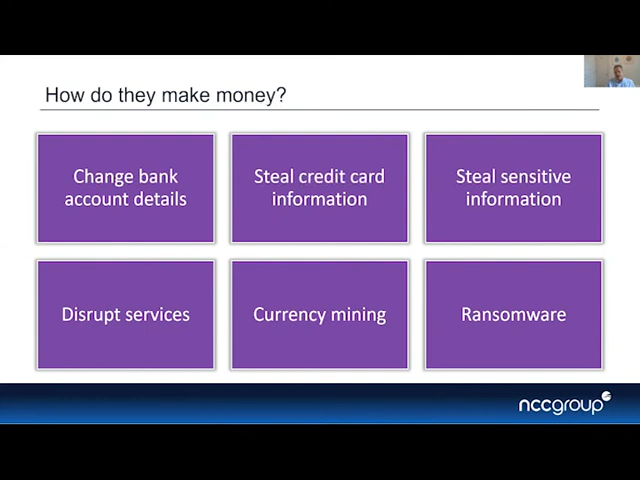 How do they make money?
Change bank
account details
Steal credit card
information
Steal sensitive
information
Disrupt services
Currency mining
Ransomware
nccgroup